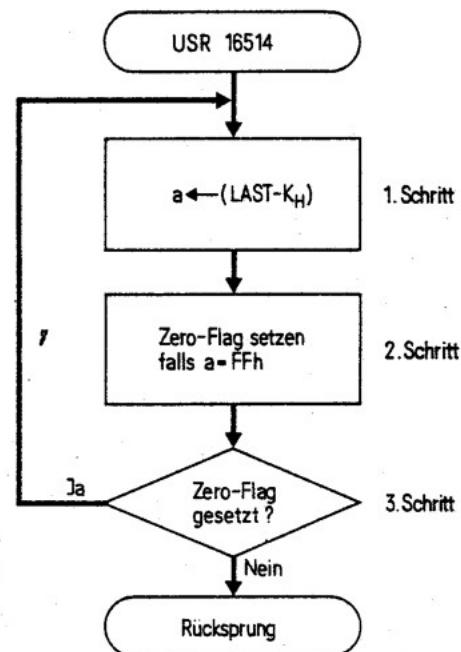 USR 16514
a ← (LAST-K_H)
1. Schritt
Zero-Flag setzen
falls a = FFh
2. Schritt
Ja
Zero-Flag
gesetzt ?
3. Schritt
Nein
Rücksprung